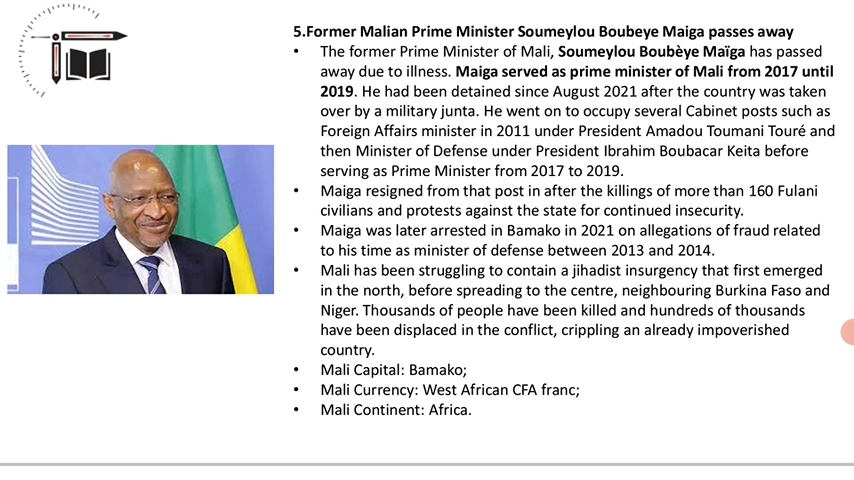 5.Former Malian Prime Minister Soumeylou Boubeye Maiga passes away
• The former Prime Minister of Mali, Soumeylou Boubèye Maïga has passed
away due to illness. Maiga served as prime minister of Mali from 2017 until
2019. He had been detained since August 2021 after the country was taken
over by a military junta. He went on to occupy several Cabinet posts such as
Foreign Affairs minister in 2011 under President Amadou Toumani Touré and
then Minister of Defense under President Ibrahim Boubacar Keita before
serving as Prime Minister from 2017 to 2019.
• Maiga resigned from that post in after the killings of more than 160 Fulani
civilians and protests against the state for continued insecurity.
• Maiga was later arrested in Bamako in 2021 on allegations of fraud related
to his time as minister of defense between 2013 and 2014.
• Mali has been struggling to contain a jihadist insurgency that first emerged
in the north, before spreading to the centre, neighbouring Burkina Faso and
Niger. Thousands of people have been killed and hundreds of thousands
have been displaced in the conflict, crippling an already impoverished
country.
• Mali Capital: Bamako;
• Mali Currency: West African CFA franc;
• Mali Continent: Africa.